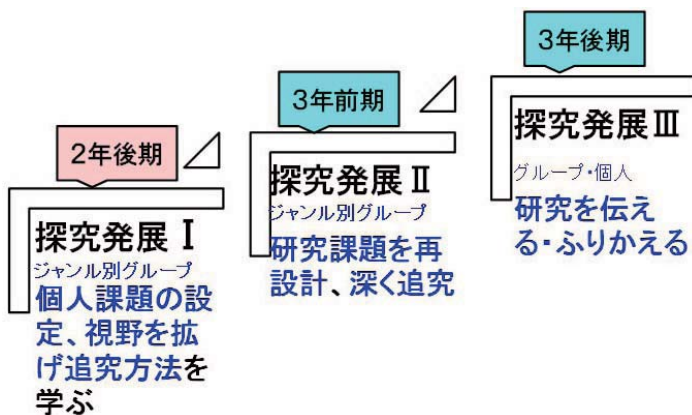 2年後期
探究発展Ⅰ
ジャンル別グループ
個人課題の設
定、視野を拡
げ追究方法を
学ぶ
3年前期
探究発展Ⅱ
ジャンル別グループ
研究課題を再
設計、深く追究
3年後期
探究発展Ⅲ
グループ・個人
研究を伝え
る・ふりかえる